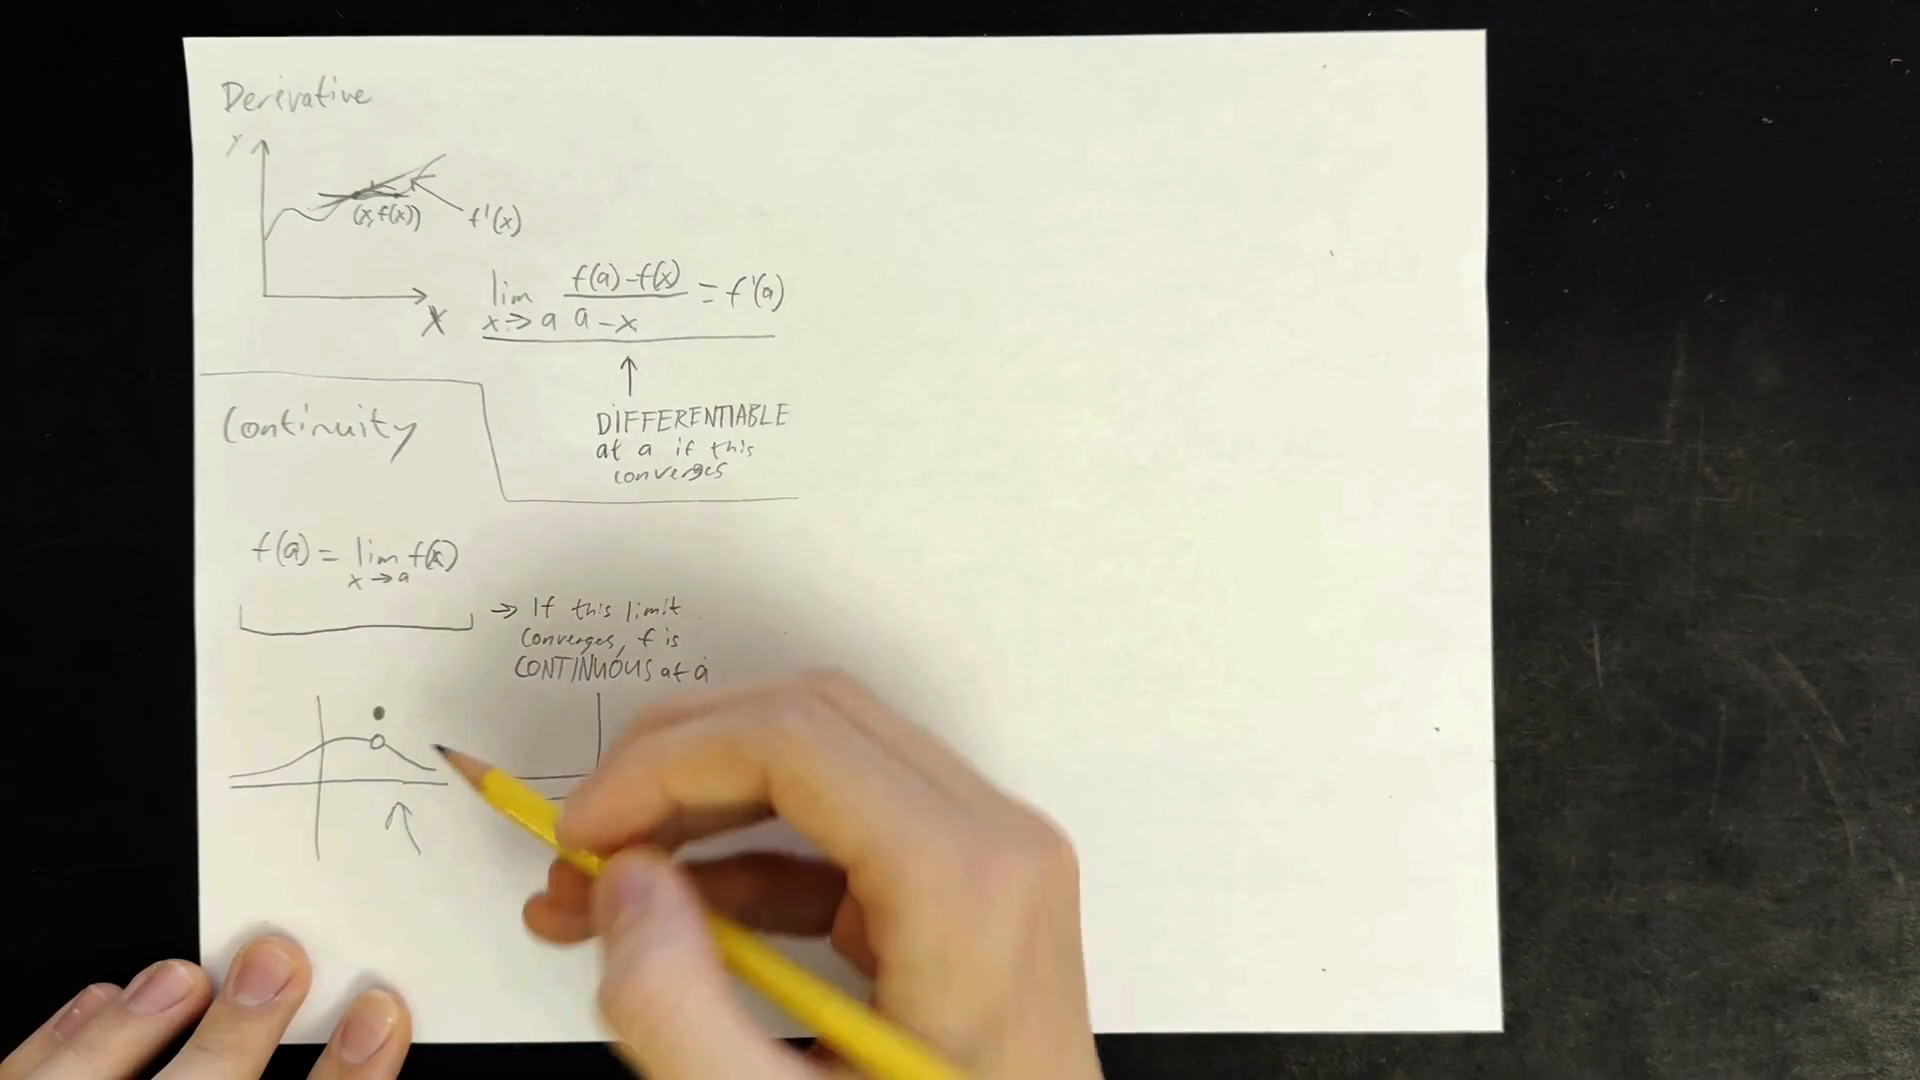 Derivative
Y
(x, f(x))
f'(x)
X
lim f(a)-f(x) = f'(a)
x→a a-x
↑
DIFFERENTIABLE
at a if this
converges
Continuity
f(a) = lim f(x)
x→a
→ If this limit
converges, f is
CONTINUOUS at a